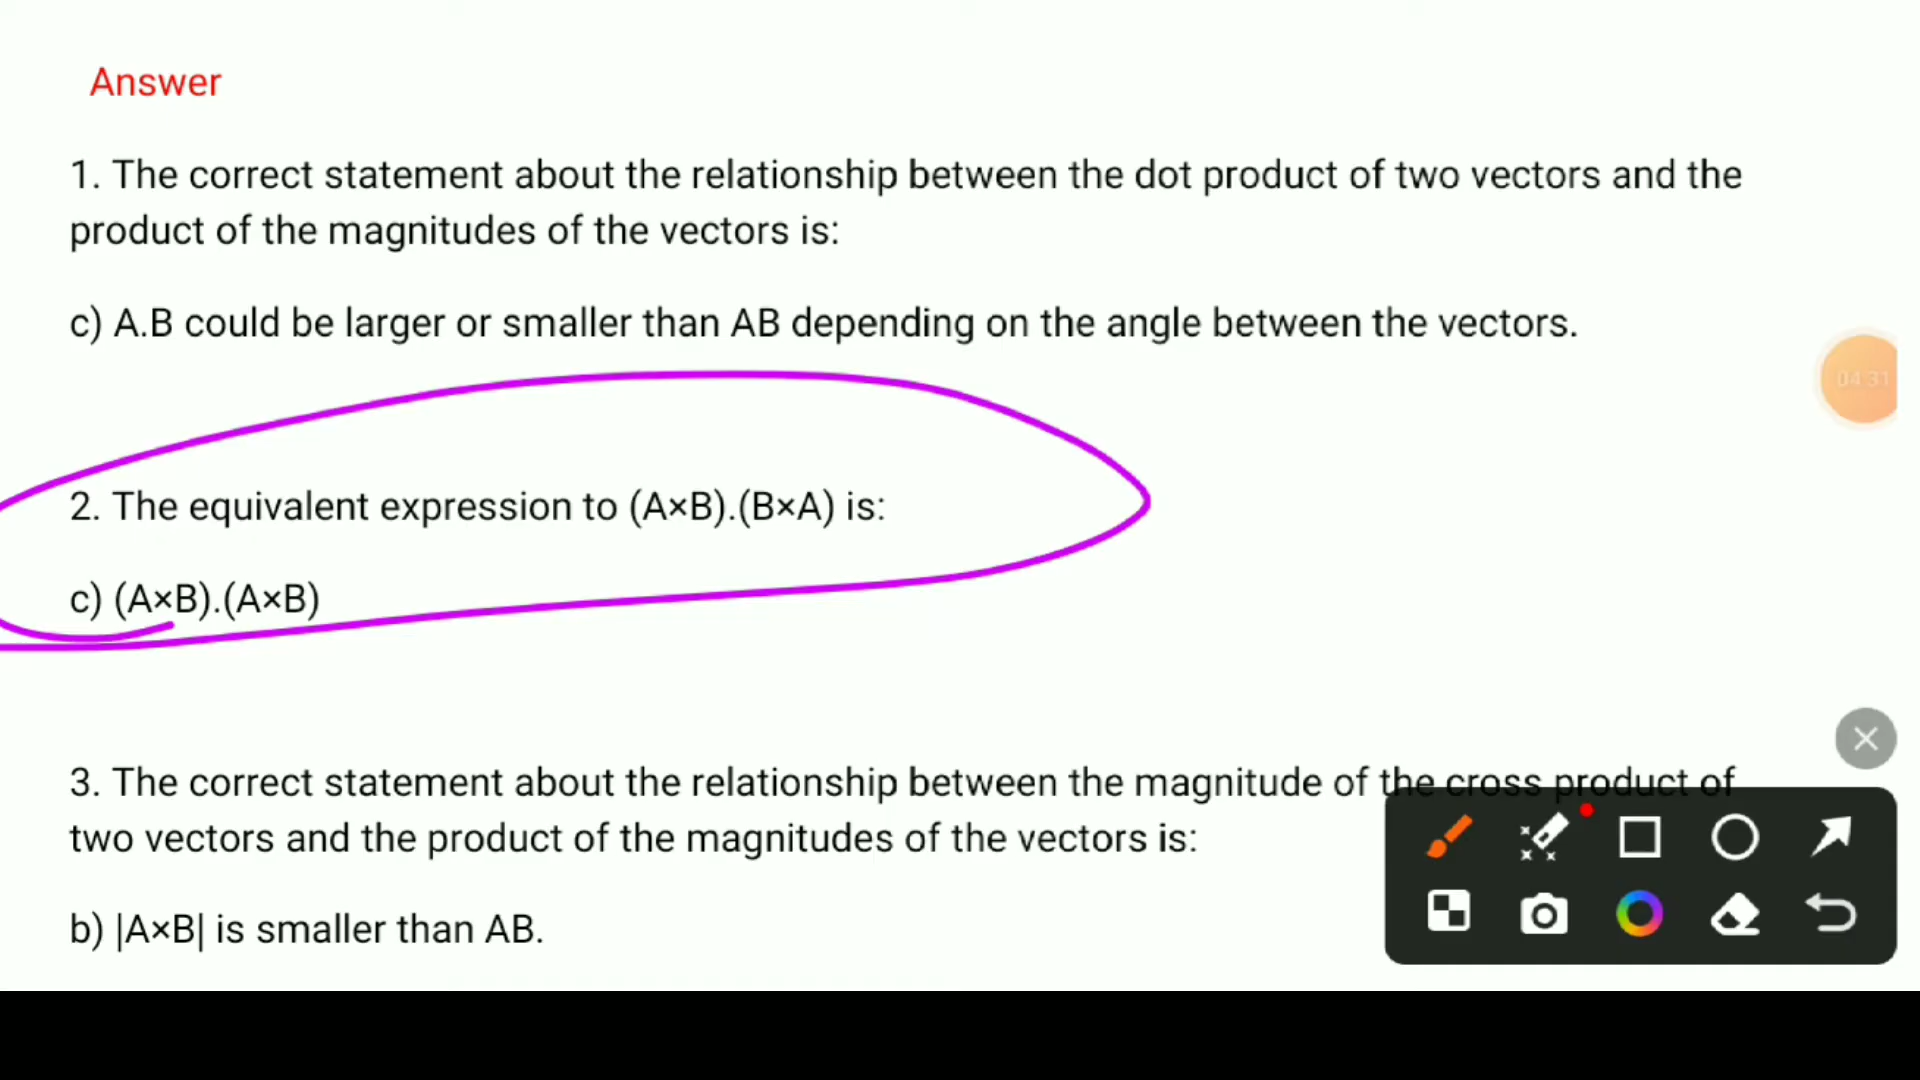 Answer
1. The correct statement about the relationship between the dot product of two vectors and the
product of the magnitudes of the vectors is:
c) A.B could be larger or smaller than AB depending on the angle between the vectors.
04:31
2. The equivalent expression to (A×B).(B×A) is:
c) (A×B).(A×B)
3. The correct statement about the relationship between the magnitude of the cross product of
two vectors and the product of the magnitudes of the vectors is:
b) |A×B| is smaller than AB.